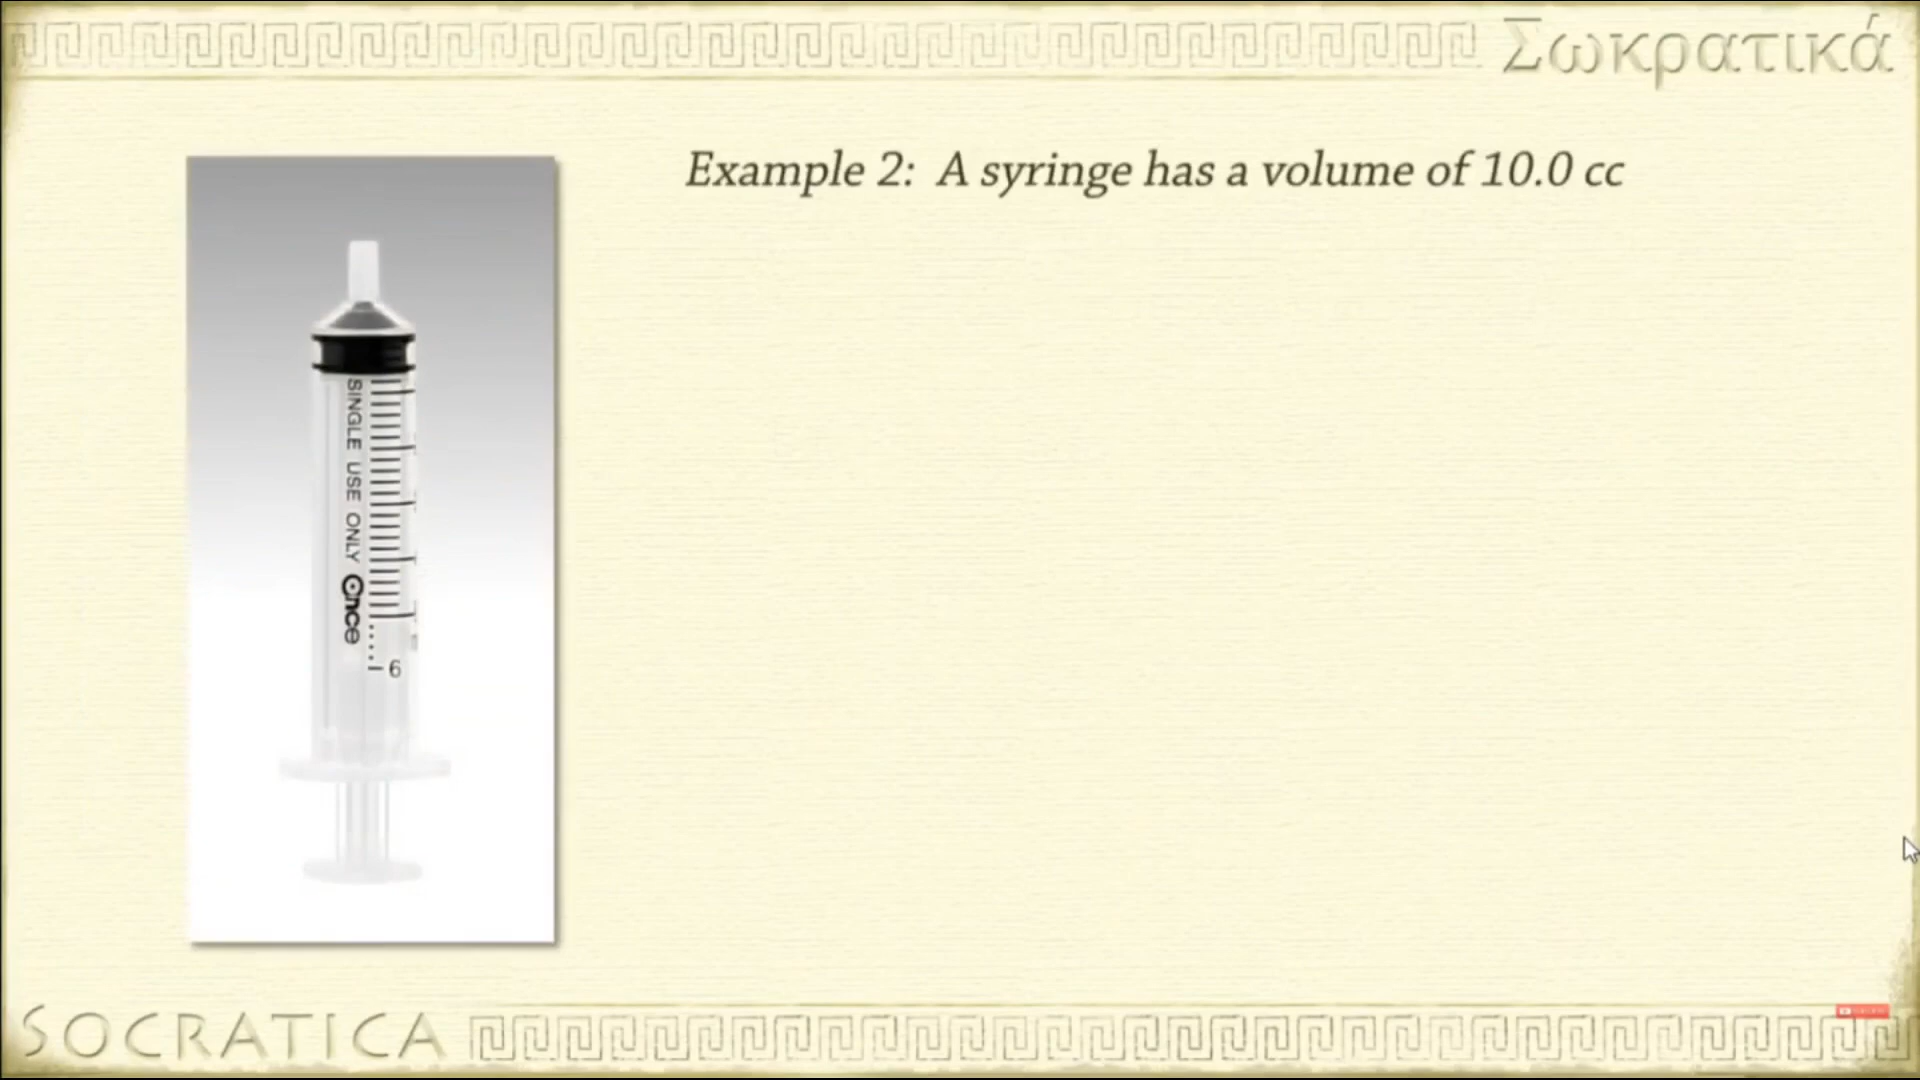 Σωκρατικά
Example 2: A syringe has a volume of 10.0 cc
SINGLE USE ONLY Once
6
SOCRATICA